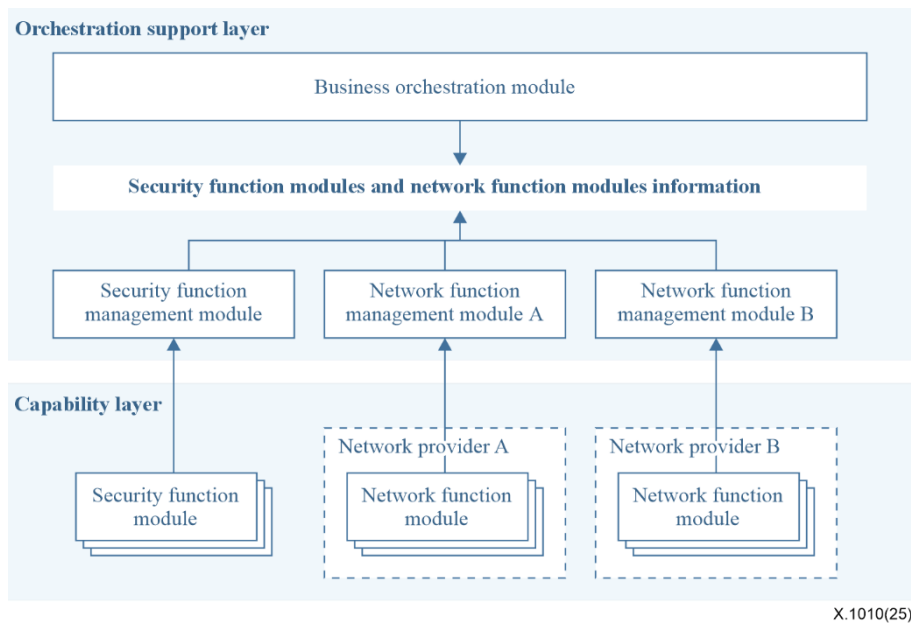 Orchestration support layer
Business orchestration module
Security function modules and network function modules information
Security function
management module
Network function
management module A
Network function
management module B
Capability layer
Network provider A
Network provider B
Security function
module
Network function
module
Network function
module
X.1010(25)